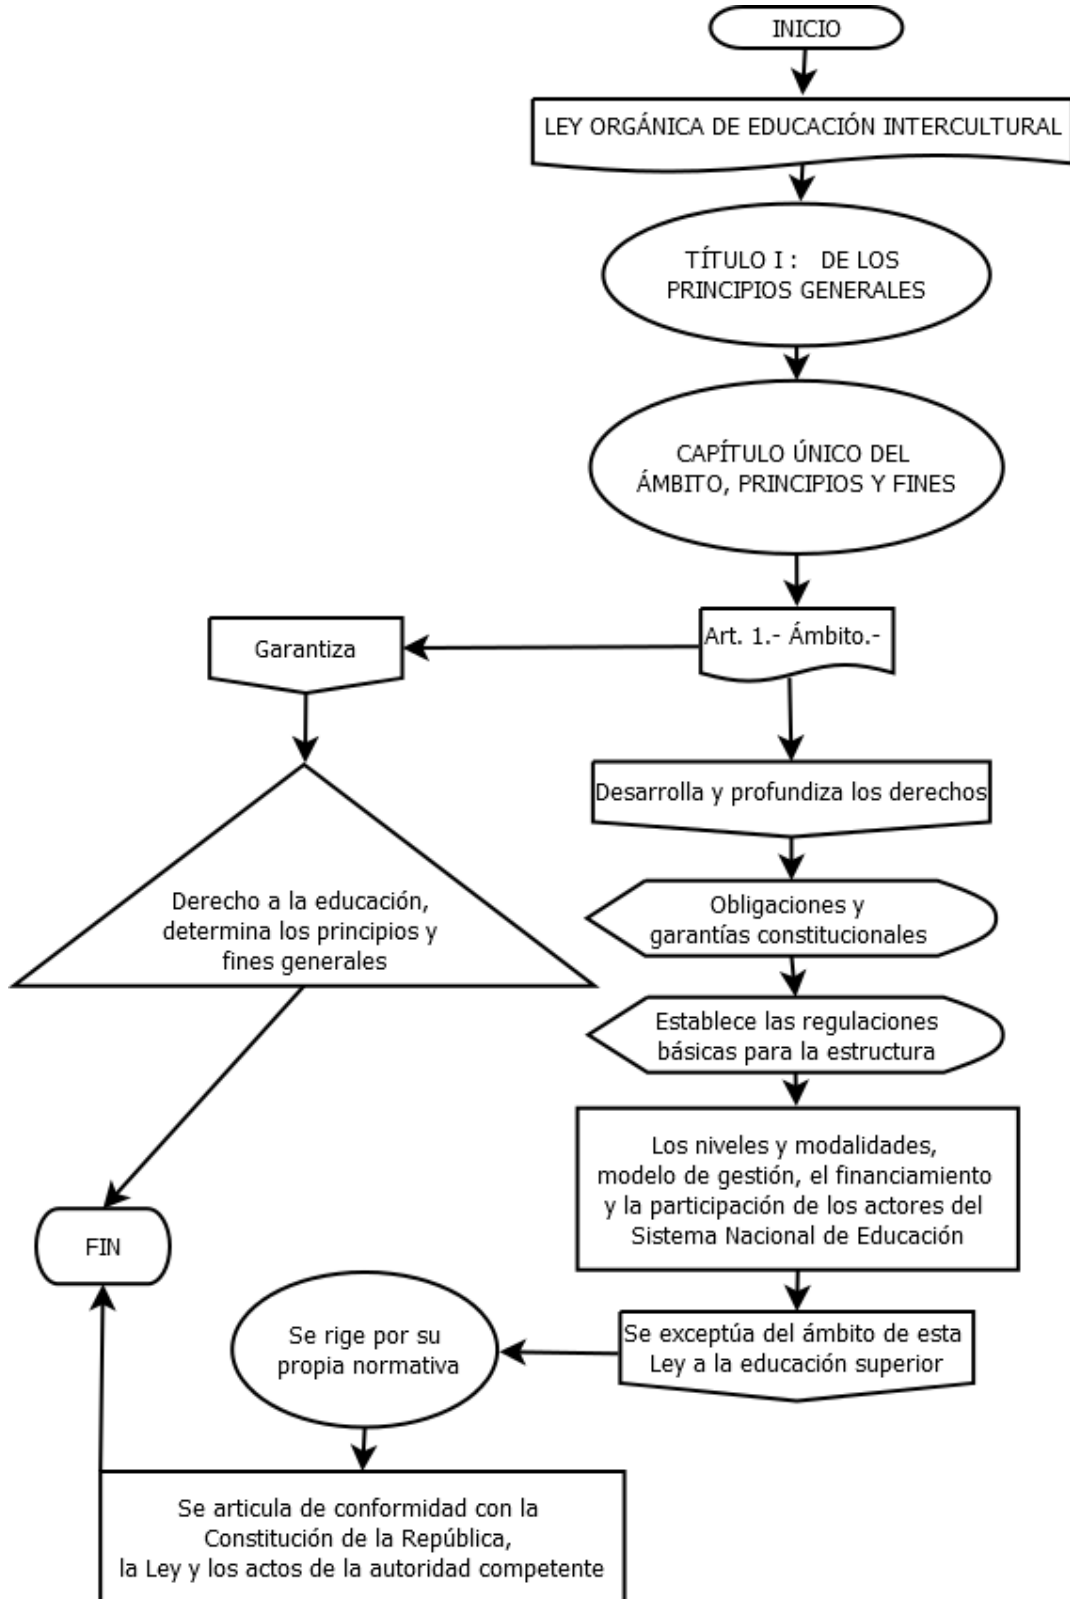 INICIO
LEY ORGÁNICA DE EDUCACIÓN INTERCULTURAL
TÍTULO I :   DE LOS
PRINCIPIOS GENERALES
CAPÍTULO ÚNICO DEL
ÁMBITO, PRINCIPIOS Y FINES
Art. 1.- Ámbito.-
Garantiza
Derecho a la educación,
determina los principios y
fines generales
Desarrolla y profundiza los derechos
Obligaciones y
garantías constitucionales
Establece las regulaciones
básicas para la estructura
Los niveles y modalidades,
modelo de gestión, el financiamiento
y la participación de los actores del
Sistema Nacional de Educación
Se exceptúa del ámbito de esta
Ley a la educación superior
Se rige por su
propia normativa
Se articula de conformidad con la
Constitución de la República,
la Ley y los actos de la autoridad competente
FIN